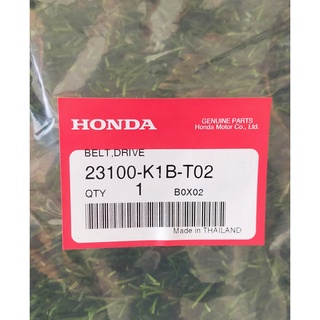 HONDA
GENUINE PARTS
Honda Motor Co., Ltd.
BELT,DRIVE
23100-K1B-T02
QTY 1 B0X02
Made in THAILAND